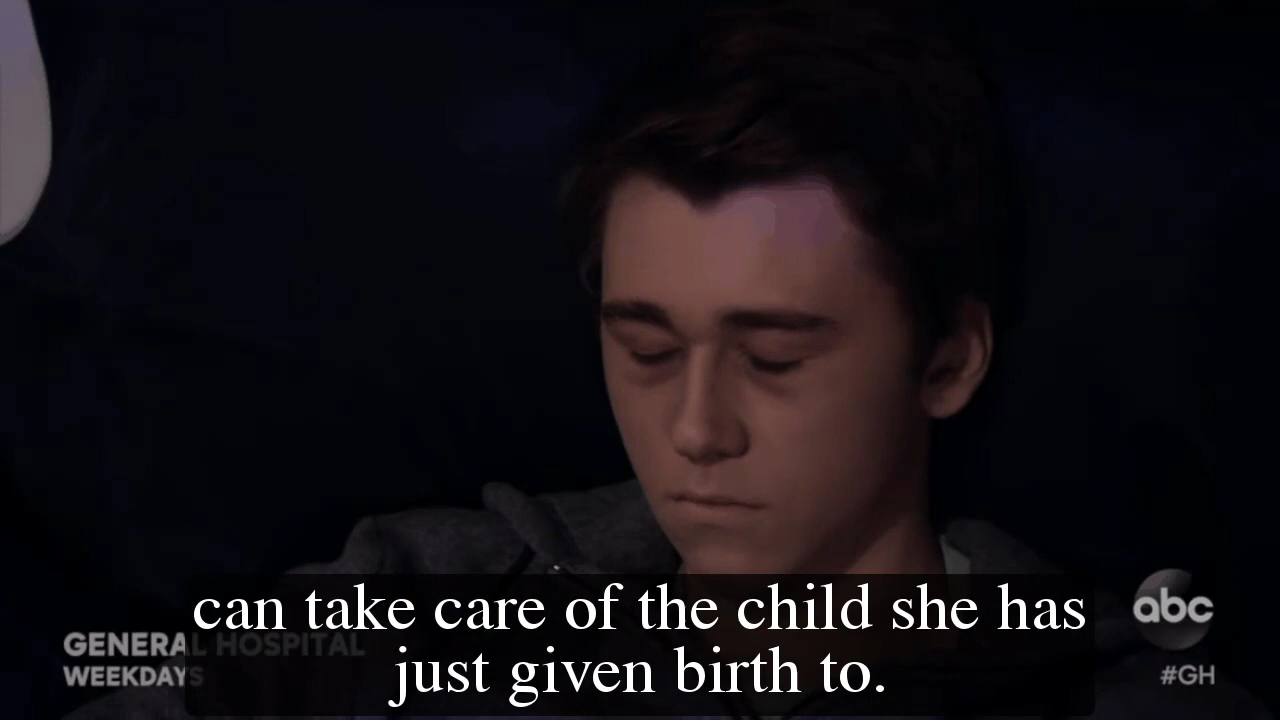 can take care of the child she has
just given birth to.
GENERAL HOSPITAL
WEEKDAYS
abc
#GH